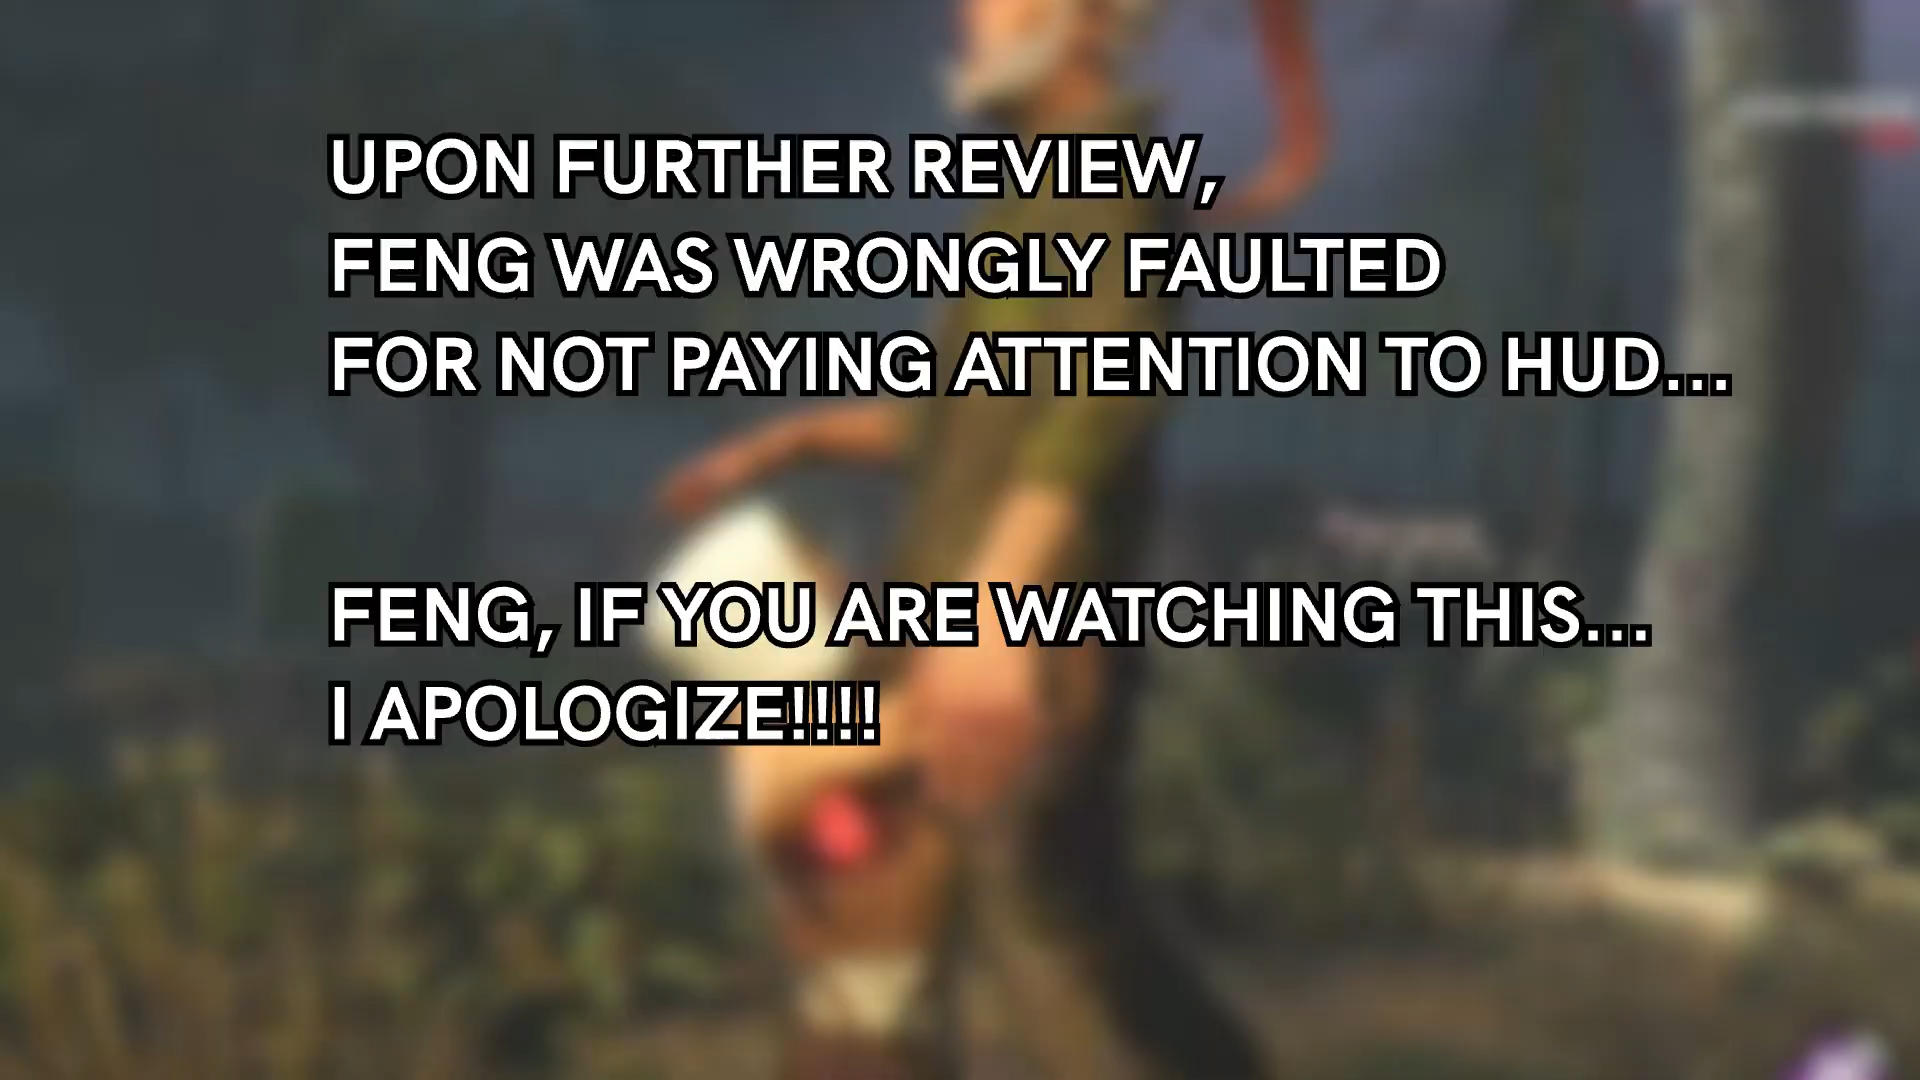 UPON FURTHER REVIEW,
FENG WAS WRONGLY FAULTED
FOR NOT PAYING ATTENTION TO HUD...
FENG, IF YOU ARE WATCHING THIS...
I APOLOGIZE!!!!